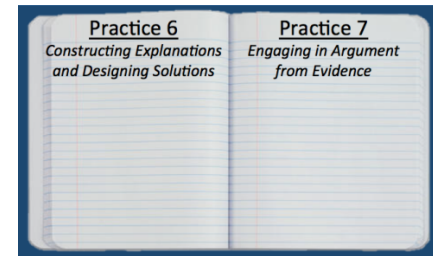 Practice 6
Constructing Explanations
and Designing Solutions
Practice 7
Engaging in Argument
from Evidence